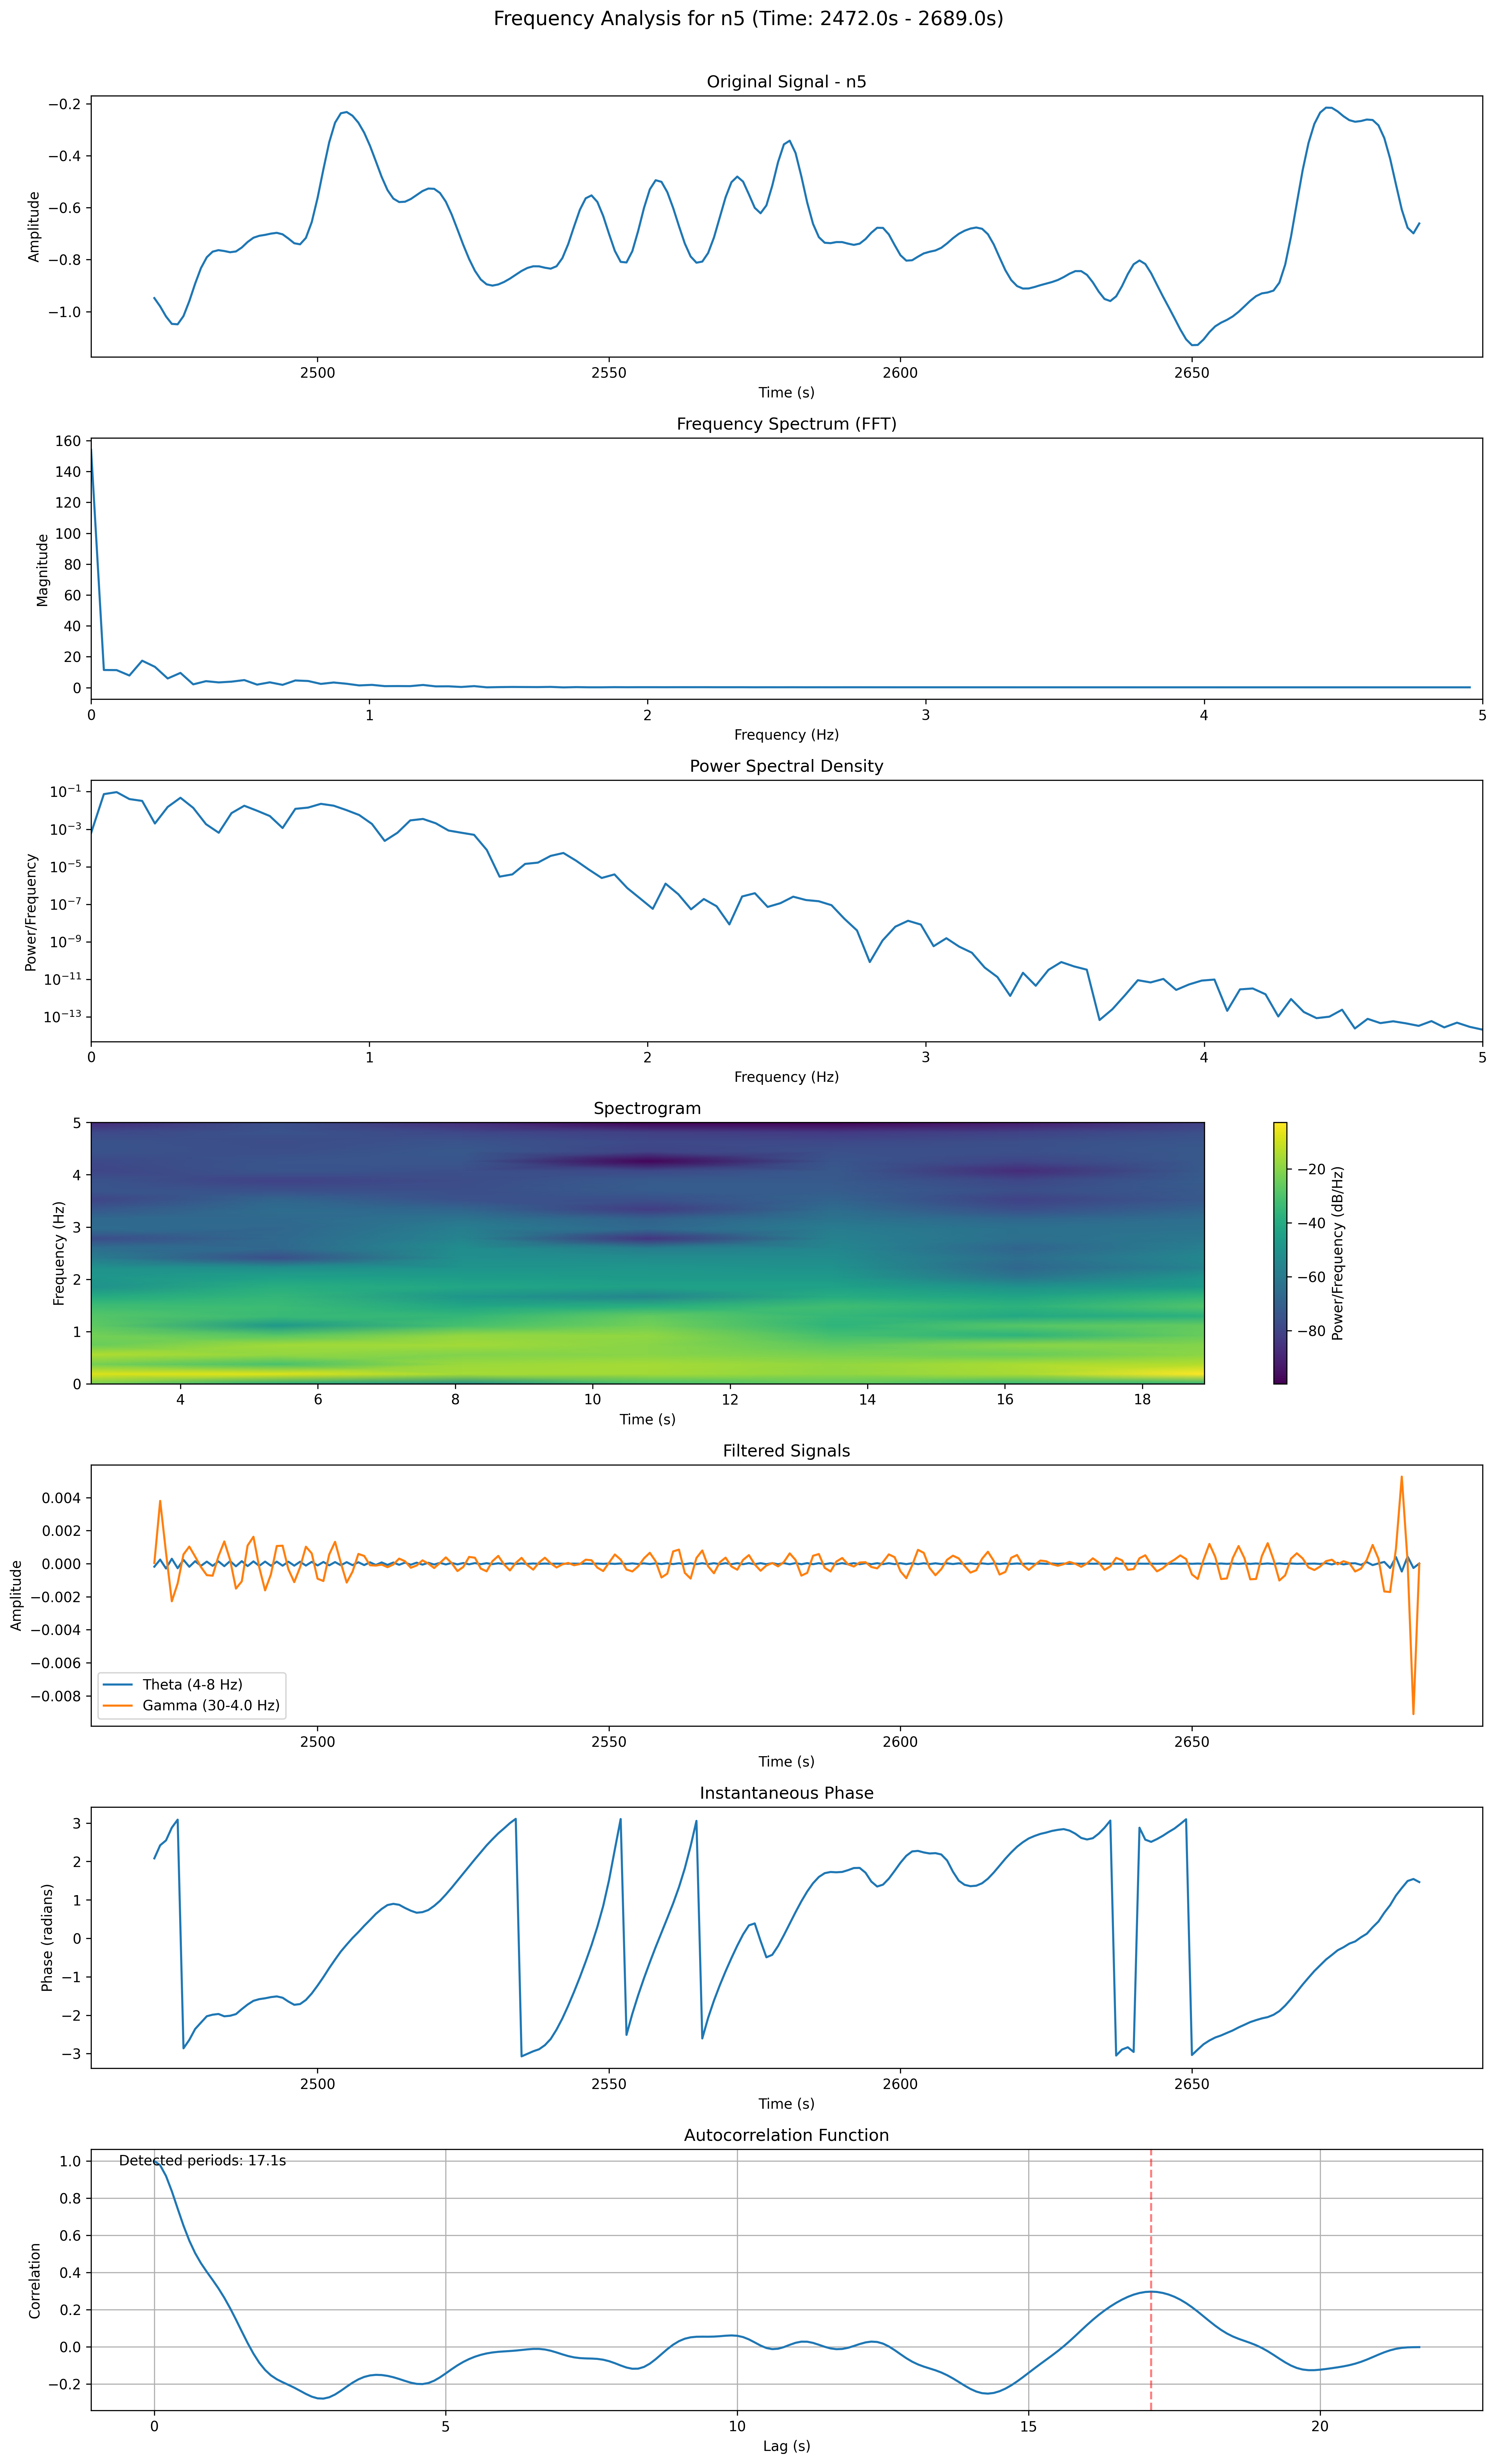 Frequency Analysis for n5 (Time: 2472.0s - 2689.0s)
Original Signal - n5
Amplitude
−0.2
−0.4
−0.6
−0.8
−1.0
2500 2550 2600 2650
Time (s)
Frequency Spectrum (FFT)
Magnitude
160
140
120
100
80
60
40
20
0
0 1 2 3 4 5
Frequency (Hz)
Power Spectral Density
Power/Frequency
10⁻¹
10⁻³
10⁻⁵
10⁻⁷
10⁻⁹
10⁻¹¹
10⁻¹³
0 1 2 3 4 5
Frequency (Hz)
Spectrogram
Frequency (Hz)
5
4
3
2
1
0
4 6 8 10 12 14 16 18
Time (s)
−20
−40
−60
−80
Power/Frequency (dB/Hz)
Filtered Signals
Amplitude
0.004
0.002
0.000
−0.002
−0.004
−0.006
−0.008
Theta (4-8 Hz)
Gamma (30-4.0 Hz)
2500 2550 2600 2650
Time (s)
Instantaneous Phase
Phase (radians)
3
2
1
0
−1
−2
−3
2500 2550 2600 2650
Time (s)
Autocorrelation Function
Detected periods: 17.1s
Correlation
1.0
0.8
0.6
0.4
0.2
0.0
−0.2
0 5 10 15 20
Lag (s)